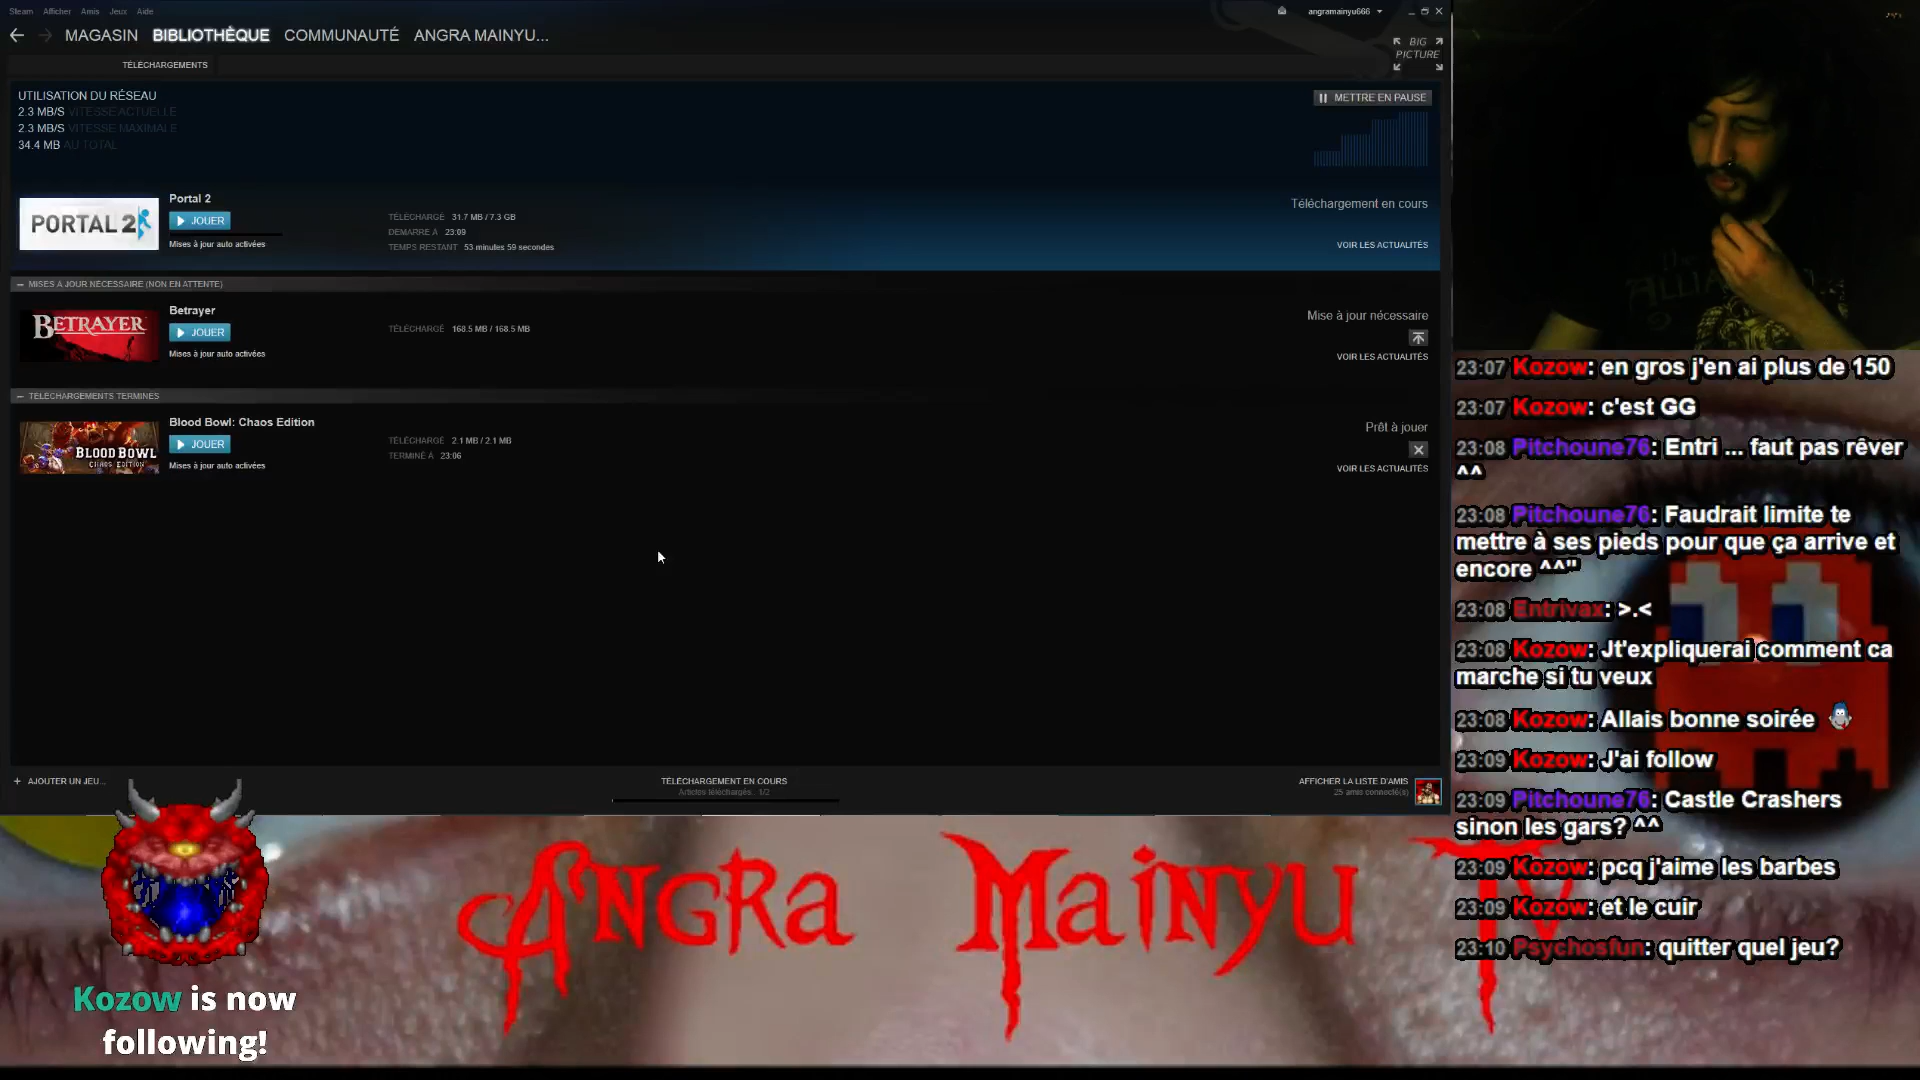 Steam Afficher Amis Jeux Aide
angramainyu666
MAGASIN BIBLIOTHÈQUE COMMUNAUTÉ ANGRA MAINYU...
BIG PICTURE
TÉLÉCHARGEMENTS
UTILISATION DU RÉSEAU
2.3 MB/S VITESSE ACTUELLE
2.3 MB/S VITESSE MAXIMALE
34.4 MB AU TOTAL
METTRE EN PAUSE
PORTAL 2
Portal 2
JOUER
Mises à jour auto activées
TÉLÉCHARGÉ 31.7 MB / 7.3 GB
DÉMARRÉ À 23:09
TEMPS RESTANT 53 minutes 59 secondes
Téléchargement en cours
VOIR LES ACTUALITÉS
MISES À JOUR NÉCESSAIRE (NON EN ATTENTE)
BETRAYER
Betrayer
JOUER
Mises à jour auto activées
TÉLÉCHARGÉ 168.5 MB / 168.5 MB
Mise à jour nécessaire
VOIR LES ACTUALITÉS
TÉLÉCHARGEMENTS TERMINÉS
BLOOD BOWL
CHAOS EDITION
Blood Bowl: Chaos Edition
JOUER
Mises à jour auto activées
TÉLÉCHARGÉ 2.1 MB / 2.1 MB
TERMINÉ À 23:06
Prêt à jouer
VOIR LES ACTUALITÉS
+ AJOUTER UN JEU...
TÉLÉCHARGEMENT EN COURS
Articles téléchargés 1/2
AFFICHER LA LISTE D'AMIS
25 amis connecté(s)
23:07 Kozow: en gros j'en ai plus de 150
23:07 Kozow: c'est GG
23:08 Pitchoune76: Entri ... faut pas rêver
^^
23:08 Pitchoune76: Faudrait limite te
mettre à ses pieds pour que ça arrive et
encore ^^"
23:08 Entrivax: >.<
23:08 Kozow: Jt'expliquerai comment ca
marche si tu veux
23:08 Kozow: Allais bonne soirée
23:09 Kozow: J'ai follow
23:09 Pitchoune76: Castle Crashers
sinon les gars? ^^
23:09 Kozow: pcq j'aime les barbes
23:09 Kozow: et le cuir
23:10 Psychosfun: quitter quel jeu?
Angra Mainyu TV
Kozow is now
following!